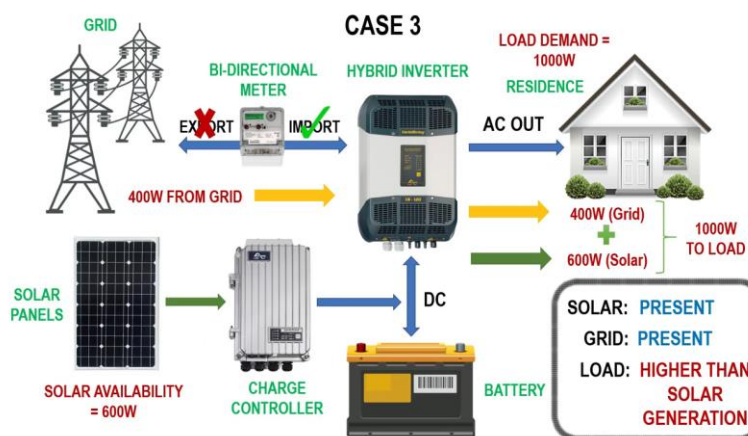 CASE 3
GRID
BI-DIRECTIONAL
METER
HYBRID INVERTER
LOAD DEMAND =
1000W
RESIDENCE
EXPORT
IMPORT
AC OUT
400W FROM GRID
400W (Grid)
+
600W (Solar)
1000W
TO LOAD
SOLAR
PANELS
DC
SOLAR AVAILABILITY
= 600W
CHARGE
CONTROLLER
BATTERY
SOLAR: PRESENT
GRID: PRESENT
LOAD: HIGHER THAN
SOLAR
GENERATION